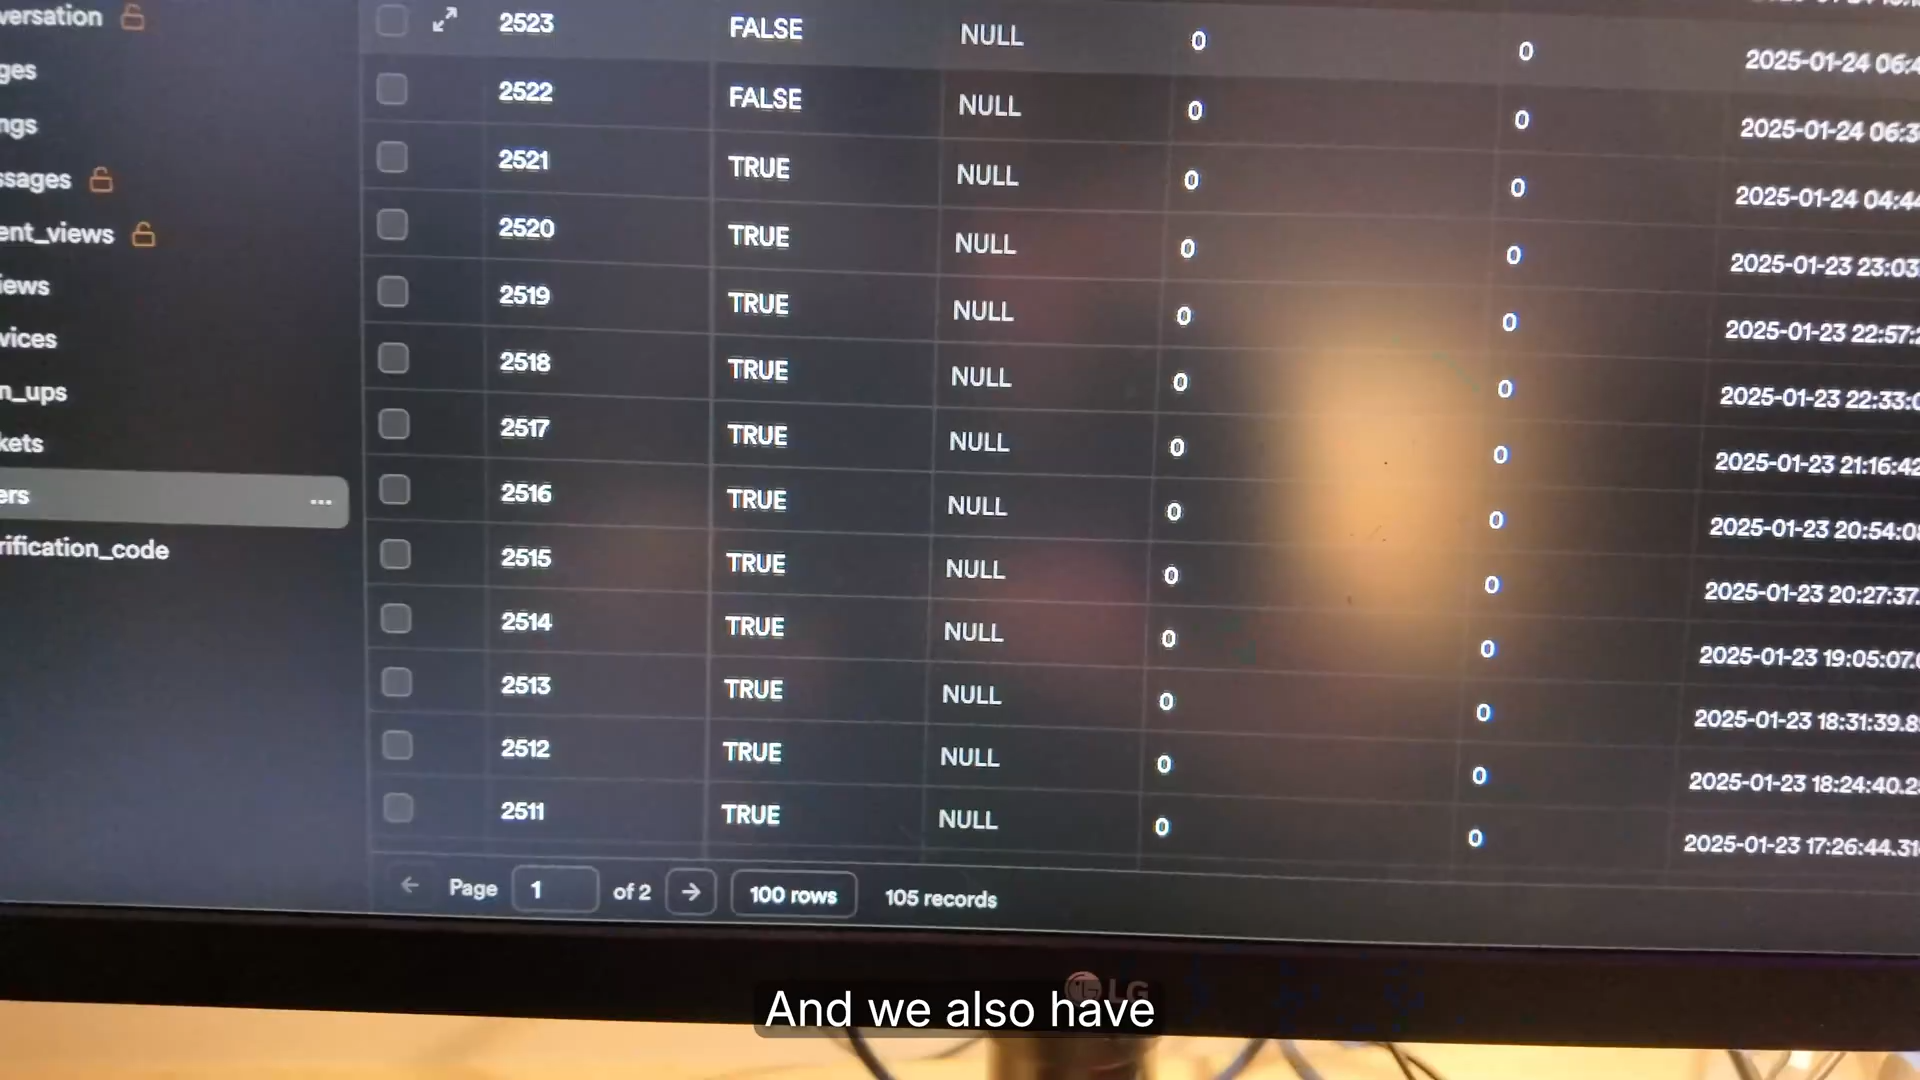 versation
ges
ngs
ssages
ent_views
iews
vices
n_ups
kets
ers ...
rification_code
2523 FALSE NULL 0 0 2025-01-24 06:4
2522 FALSE NULL 0 0 2025-01-24 06:3
2521 TRUE NULL 0 0 2025-01-24 04:44
2520 TRUE NULL 0 0 2025-01-23 23:03
2519 TRUE NULL 0 0 2025-01-23 22:57:2
2518 TRUE NULL 0 0 2025-01-23 22:33:0
2517 TRUE NULL 0 0 2025-01-23 21:16:42
2516 TRUE NULL 0 0 2025-01-23 20:54:08
2515 TRUE NULL 0 0 2025-01-23 20:27:37.
2514 TRUE NULL 0 0 2025-01-23 19:05:07.0
2513 TRUE NULL 0 0 2025-01-23 18:31:39.8
2512 TRUE NULL 0 0 2025-01-23 18:24:40.2
2511 TRUE NULL 0 0 2025-01-23 17:26:44.31
Page 1 of 2 100 rows 105 records
LG
And we also have